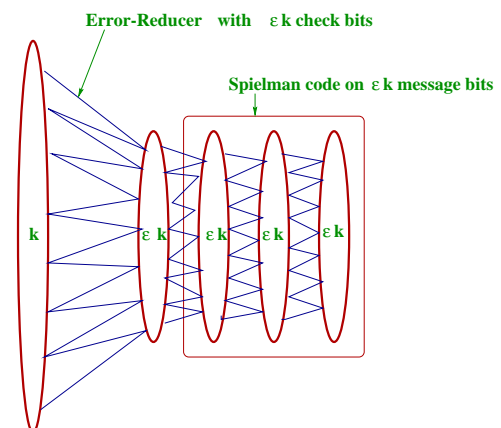 Error-Reducer with ε k check bits
Spielman code on ε k message bits
k ε k ε k ε k ε k